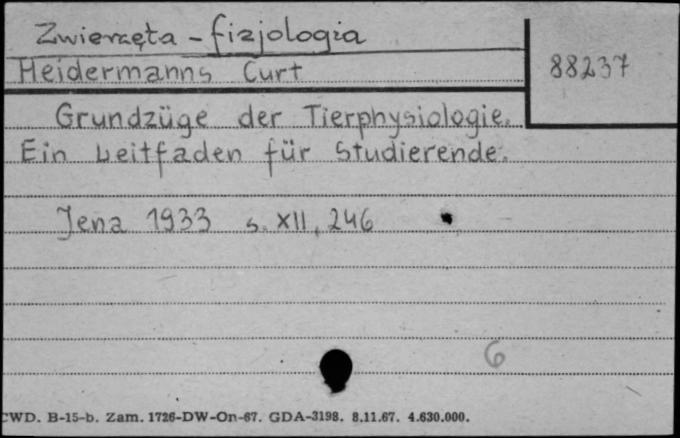 Zwierzęta - fizjologia
Heidermanns Curt
88237
Grundzüge der Tierphysiologie.
Ein Leitfaden für Studierende.
Jena 1933 s. XII, 246
6
CWD. B-15-b. Zam. 1726-DW-On-67. GDA-3198. 8.11.67. 4.630.000.